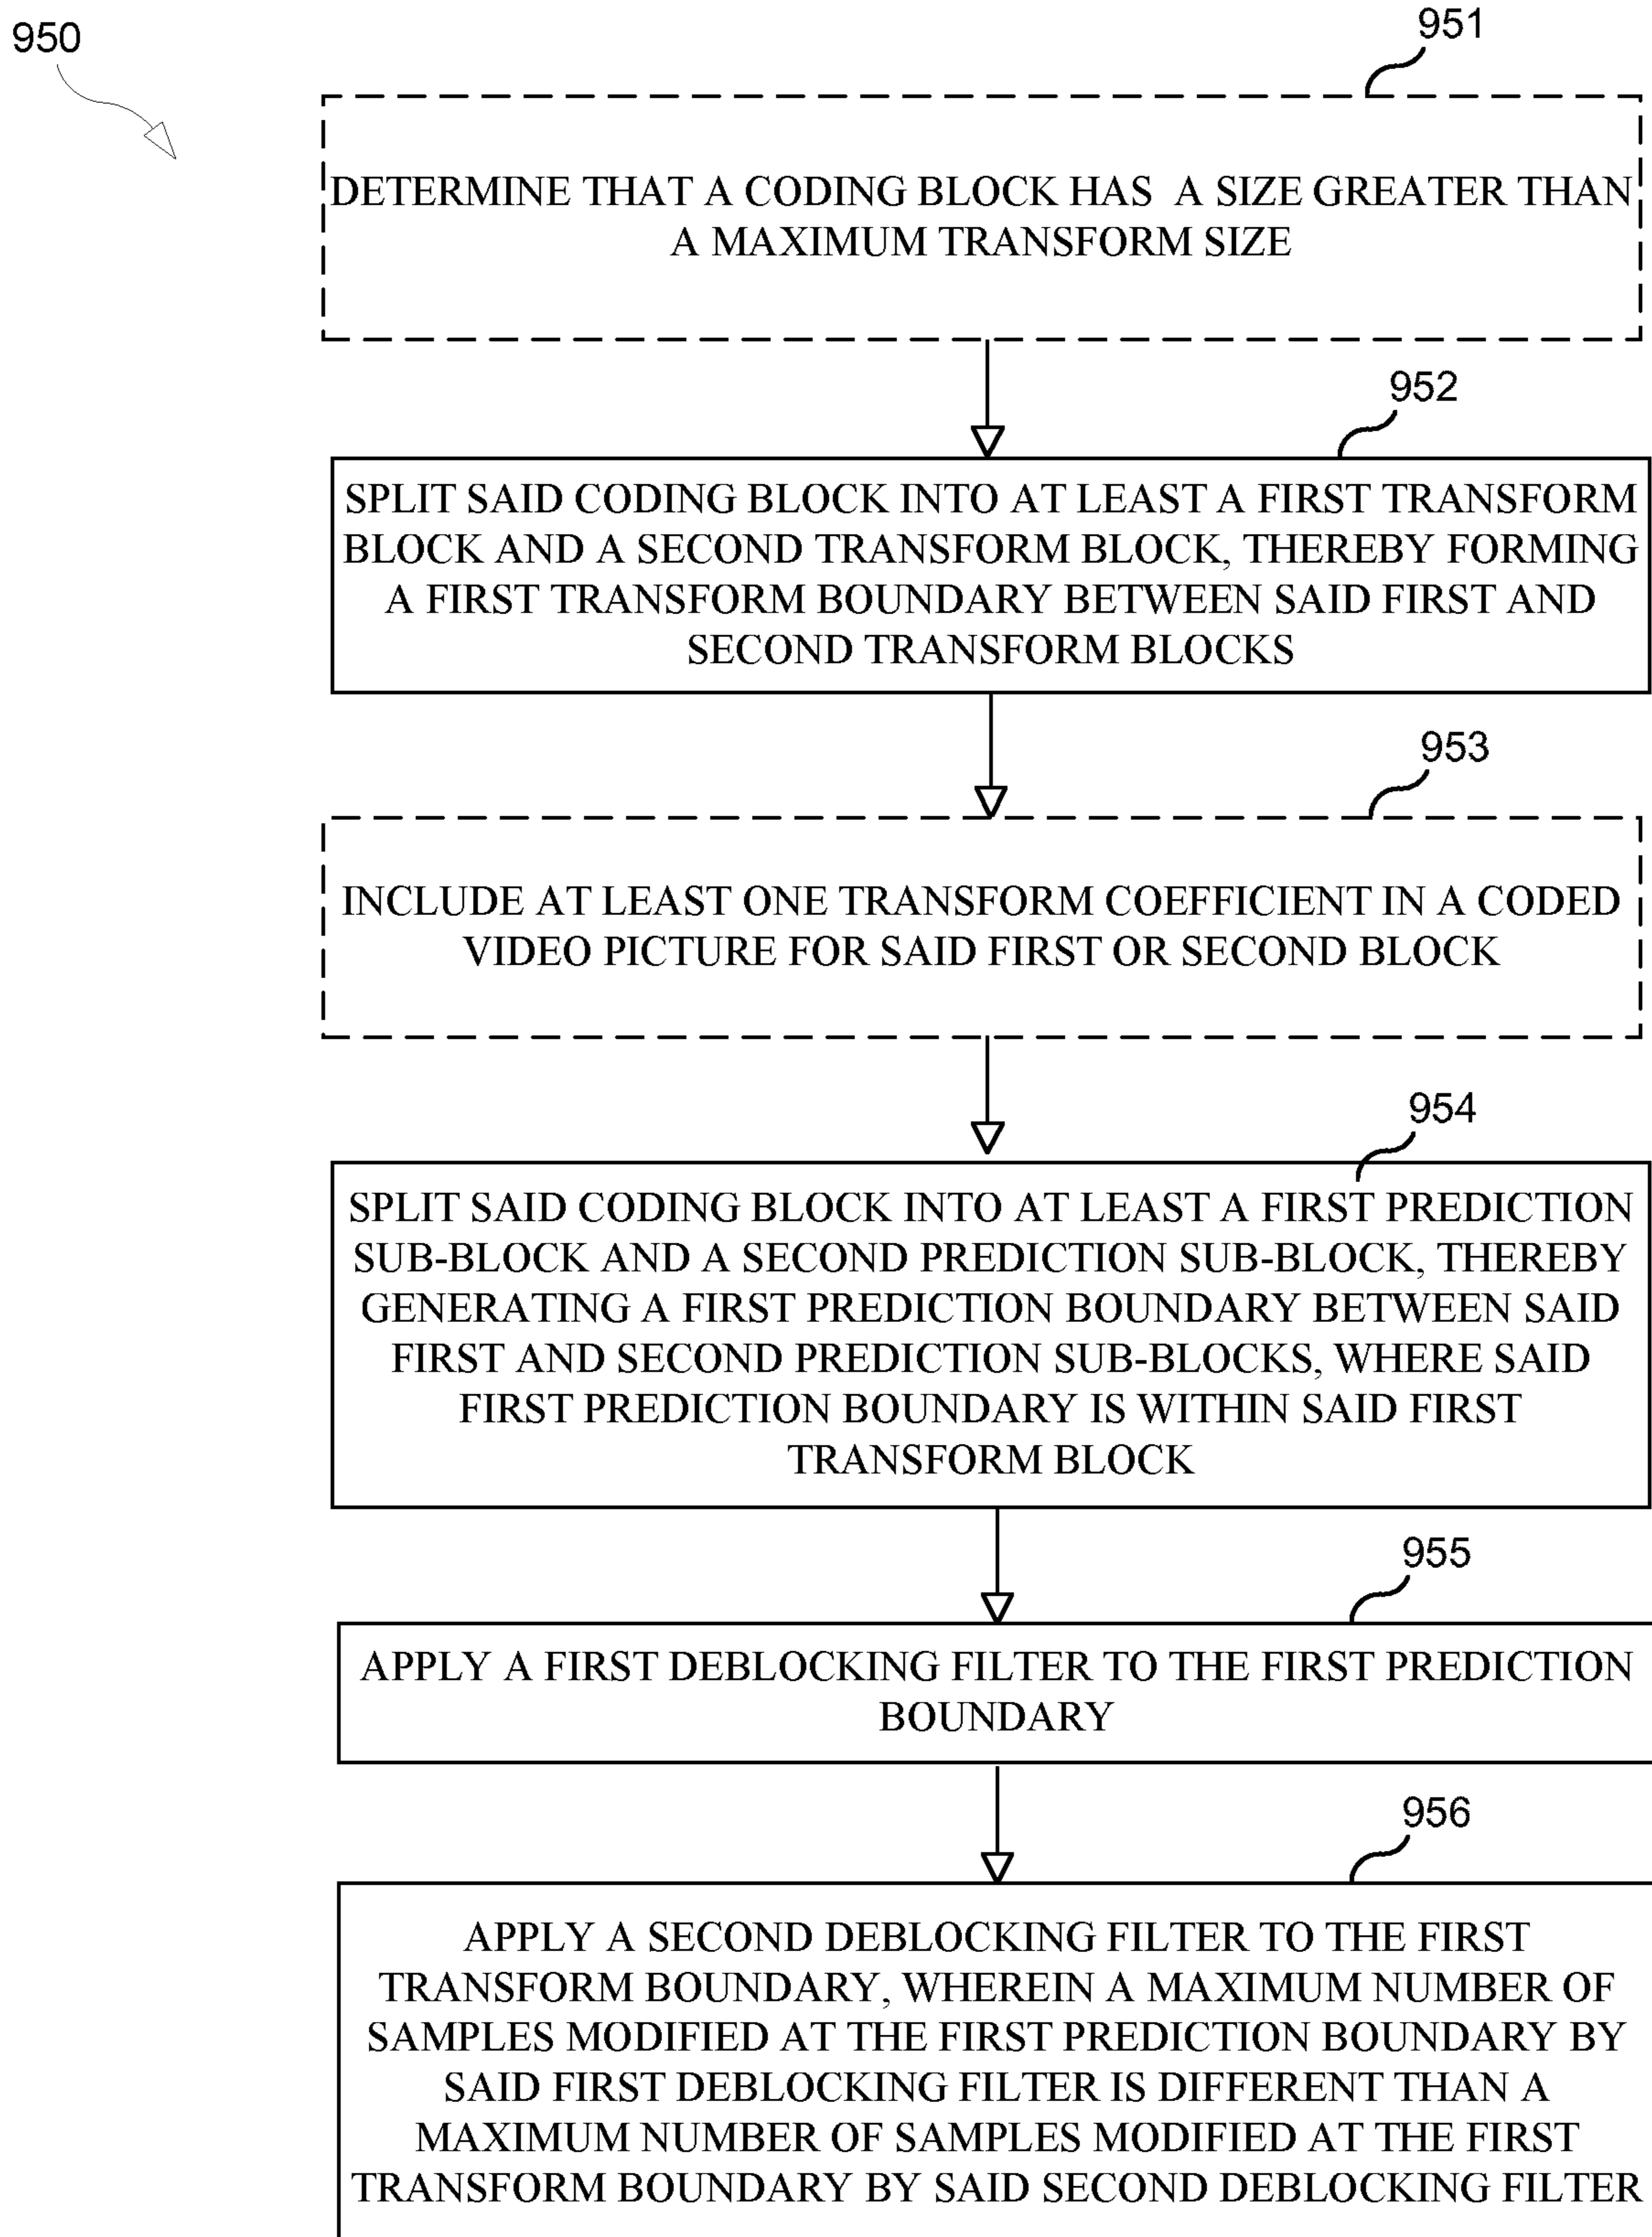 950
951
DETERMINE THAT A CODING BLOCK HAS A SIZE GREATER THAN
A MAXIMUM TRANSFORM SIZE
952
SPLIT SAID CODING BLOCK INTO AT LEAST A FIRST TRANSFORM
BLOCK AND A SECOND TRANSFORM BLOCK, THEREBY FORMING
A FIRST TRANSFORM BOUNDARY BETWEEN SAID FIRST AND
SECOND TRANSFORM BLOCKS
953
INCLUDE AT LEAST ONE TRANSFORM COEFFICIENT IN A CODED
VIDEO PICTURE FOR SAID FIRST OR SECOND BLOCK
954
SPLIT SAID CODING BLOCK INTO AT LEAST A FIRST PREDICTION
SUB-BLOCK AND A SECOND PREDICTION SUB-BLOCK, THEREBY
GENERATING A FIRST PREDICTION BOUNDARY BETWEEN SAID
FIRST AND SECOND PREDICTION SUB-BLOCKS, WHERE SAID
FIRST PREDICTION BOUNDARY IS WITHIN SAID FIRST
TRANSFORM BLOCK
955
APPLY A FIRST DEBLOCKING FILTER TO THE FIRST PREDICTION
BOUNDARY
956
APPLY A SECOND DEBLOCKING FILTER TO THE FIRST
TRANSFORM BOUNDARY, WHEREIN A MAXIMUM NUMBER OF
SAMPLES MODIFIED AT THE FIRST PREDICTION BOUNDARY BY
SAID FIRST DEBLOCKING FILTER IS DIFFERENT THAN A
MAXIMUM NUMBER OF SAMPLES MODIFIED AT THE FIRST
TRANSFORM BOUNDARY BY SAID SECOND DEBLOCKING FILTER